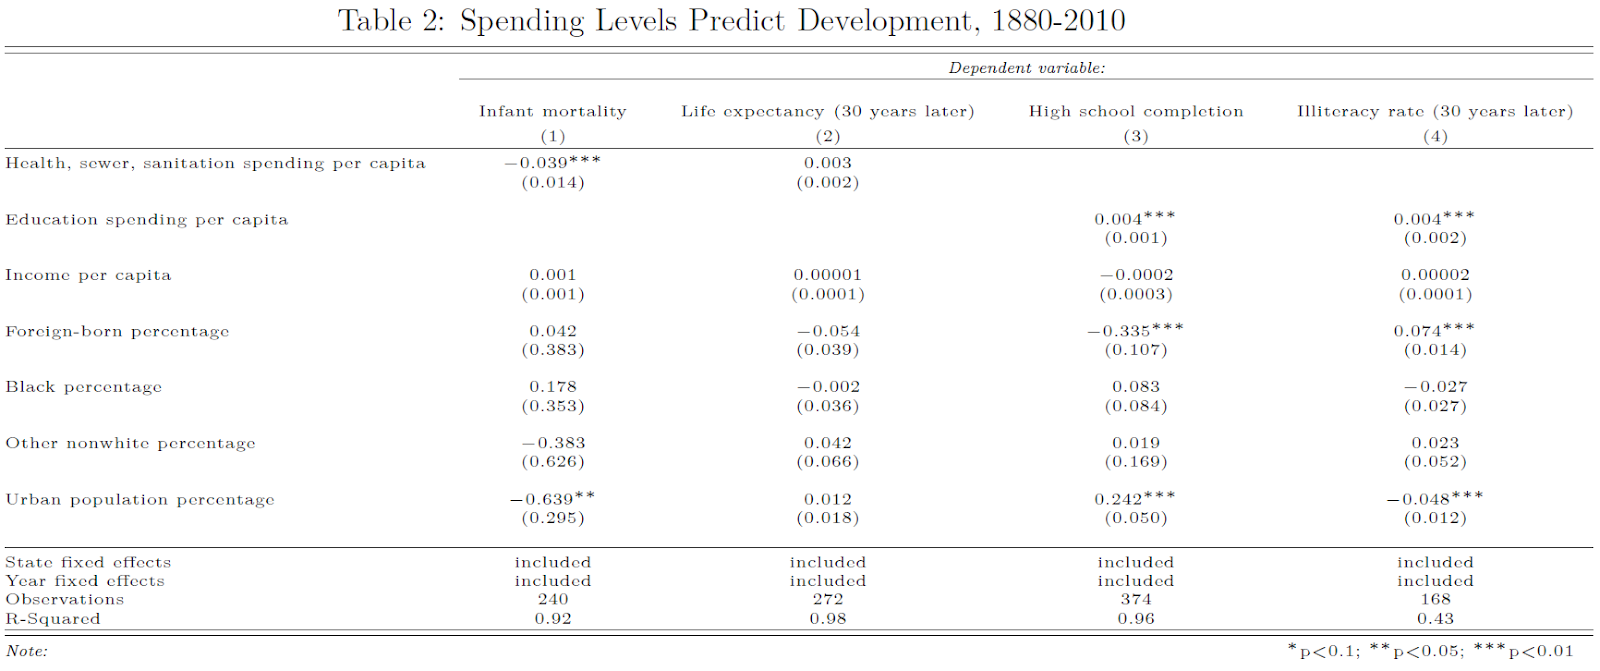 Table 2: Spending Levels Predict Development, 1880-2010
Dependent variable:
Infant mortality Life expectancy (30 years later) High school completion Illiteracy rate (30 years later)
(1) (2) (3) (4)
Health, sewer, sanitation spending per capita −0.039*** 0.003
(0.014) (0.002)
Education spending per capita 0.004*** 0.004***
(0.001) (0.002)
Income per capita 0.001 0.00001 −0.0002 0.00002
(0.001) (0.0001) (0.0003) (0.0001)
Foreign-born percentage 0.042 −0.054 −0.335*** 0.074***
(0.383) (0.039) (0.107) (0.014)
Black percentage 0.178 −0.002 0.083 −0.027
(0.353) (0.036) (0.084) (0.027)
Other nonwhite percentage −0.383 0.042 0.019 0.023
(0.626) (0.066) (0.169) (0.052)
Urban population percentage −0.639** 0.012 0.242*** −0.048***
(0.295) (0.018) (0.050) (0.012)
State fixed effects included included included included
Year fixed effects included included included included
Observations 240 272 374 168
R-Squared 0.92 0.98 0.96 0.43
Note: *p<0.1; **p<0.05; ***p<0.01